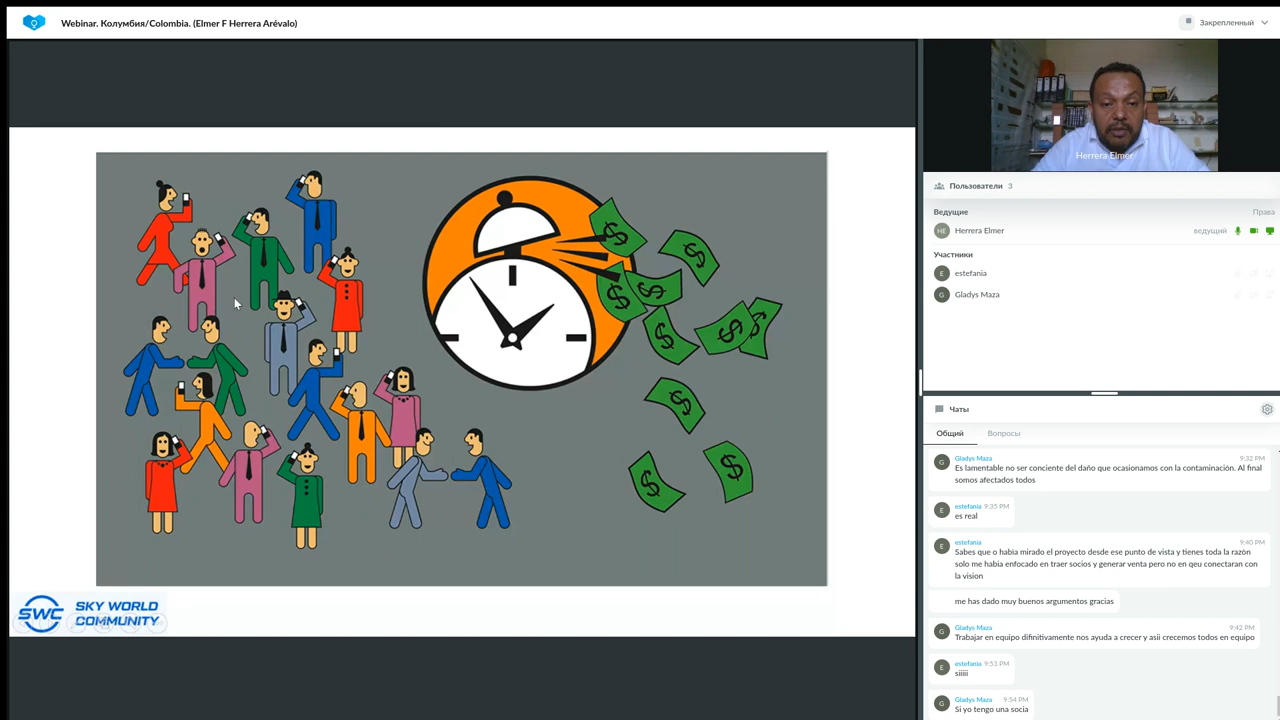 Webinar. Колумбия/Colombia. (Elmer F Herrera Arévalo)
Закрепленный
$
$
$
$
$
$
$
$
$
$
SWC
SKY WORLD
COMMUNITY
Herrera Elmer
Пользователи 3
Ведущие
Права
HE
Herrera Elmer
ведущий
Участники
E
estefania
G
Gladys Maza
Чаты
Общий
Вопросы
G
Gladys Maza
9:32 PM
Es lamentable no ser conciente del daño que ocasionamos con la contaminación. Al final
somos afectados todos
E
estefania 9:35 PM
es real
E
estefania
9:40 PM
Sabes que o habia mirado el proyecto desde ese punto de vista y tienes toda la razòn
solo me habia enfocado en traer socios y generar venta pero no en qeu conectaran con
la vision
me has dado muy buenos argumentos gracias
G
Gladys Maza
9:42 PM
Trabajar en equipo difinitivamente nos ayuda a crecer y asii crecemos todos en equipo
E
estefania 9:53 PM
siiiii
G
Gladys Maza 9:54 PM
Si yo tengo una socia